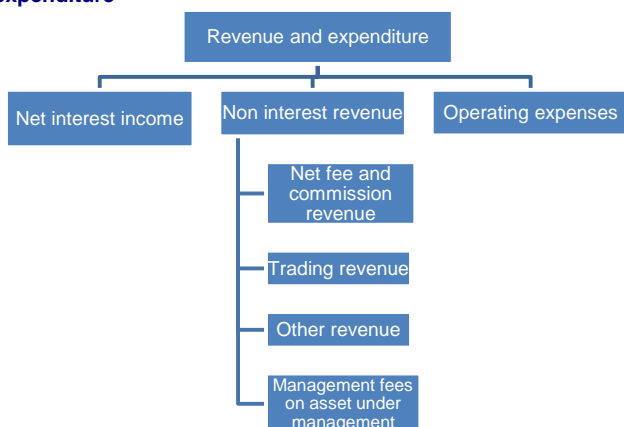 expenditure
Revenue and expenditure
Net interest income
Non interest revenue
Operating expenses
Net fee and
commission
revenue
Trading revenue
Other revenue
Management fees
on asset under
management